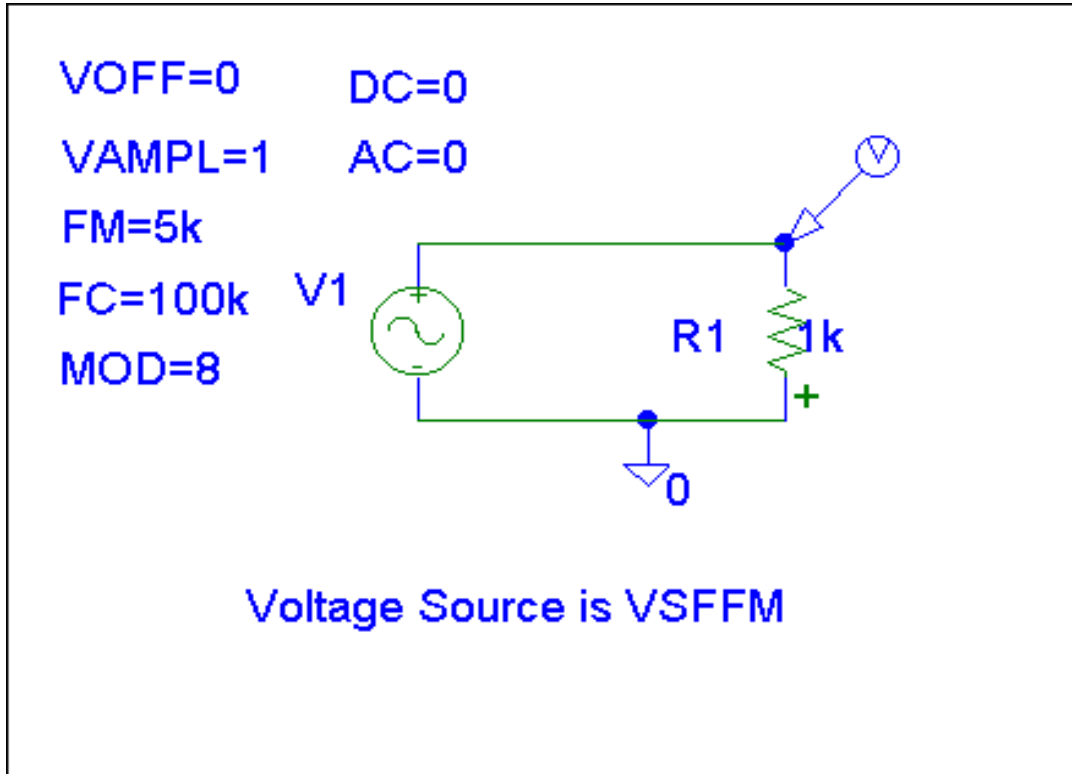 VOFF=0 DC=0
VAMPL=1 AC=0
V
FM=5k
FC=100k V1
+
R1 1k
MOD=8
-
+
0
Voltage Source is VSFFM